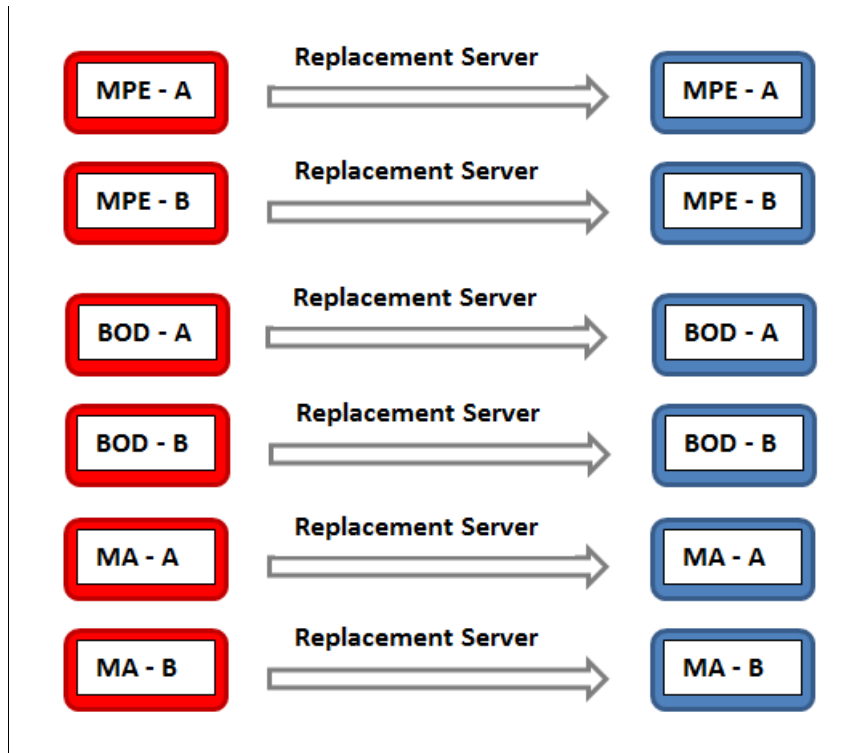 Replacement Server
MPE - A
MPE - A
Replacement Server
MPE - B
MPE - B
Replacement Server
BOD - A
BOD - A
Replacement Server
BOD - B
BOD - B
Replacement Server
MA - A
MA - A
Replacement Server
MA - B
MA - B